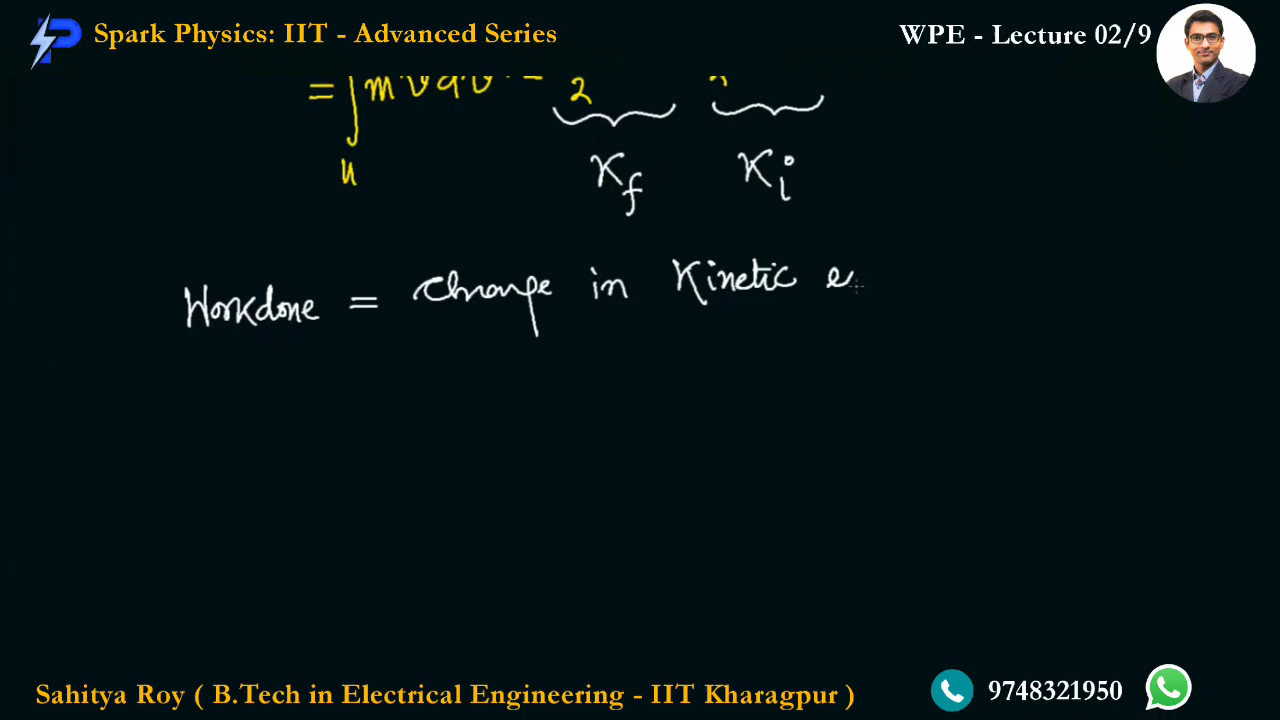 Spark Physics: IIT - Advanced Series
WPE - Lecture 02/9
= ∫ m v dv =
2
u
K_f K_i
Workdone = Change in Kinetic e
Sahitya Roy ( B.Tech in Electrical Engineering - IIT Kharagpur )
9748321950